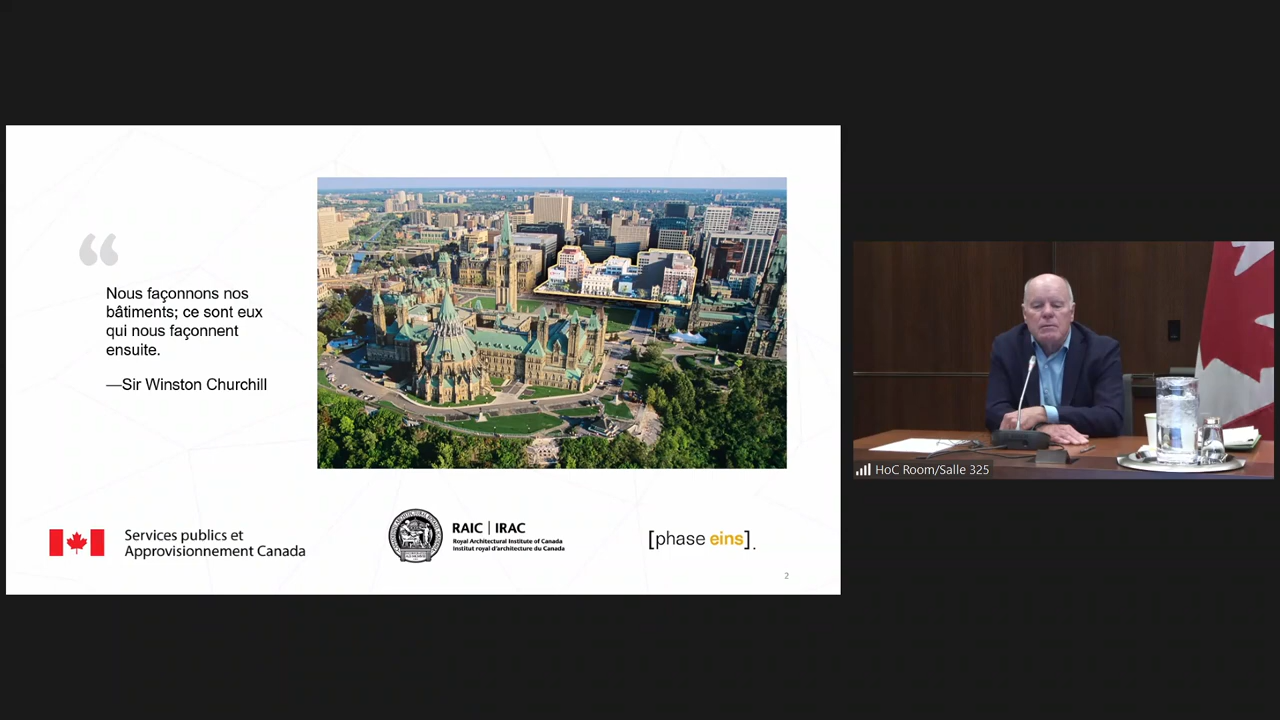 “
Nous façonnons nos
bâtiments; ce sont eux
qui nous façonnent
ensuite.
—Sir Winston Churchill
Services publics et
Approvisionnement Canada
RAIC | IRAC
Royal Architectural Institute of Canada
Institut royal d'architecture du Canada
[phase eins].
2
HoC Room/Salle 325